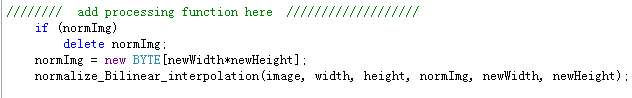 ////////  add processing function here  ///////////////////
    if (normImg)
        delete normImg;
    normImg = new BYTE[newWidth*newHeight];
    normalize_Bilinear_interpolation(image, width, height, normImg, newWidth, newHeight);